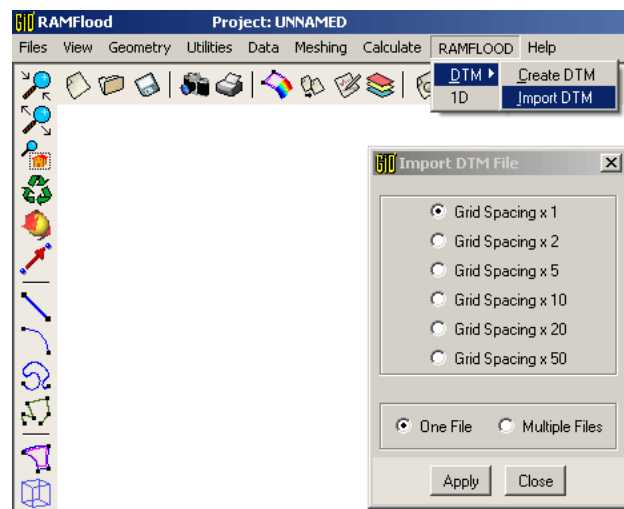 GiD RAMFlood Project: UNNAMED
Files View Geometry Utilities Data Meshing Calculate RAMFLOOD Help
DTM Create DTM
1D Import DTM
GiD Import DTM File
Grid Spacing x 1
Grid Spacing x 2
Grid Spacing x 5
Grid Spacing x 10
Grid Spacing x 20
Grid Spacing x 50
One File Multiple Files
Apply Close